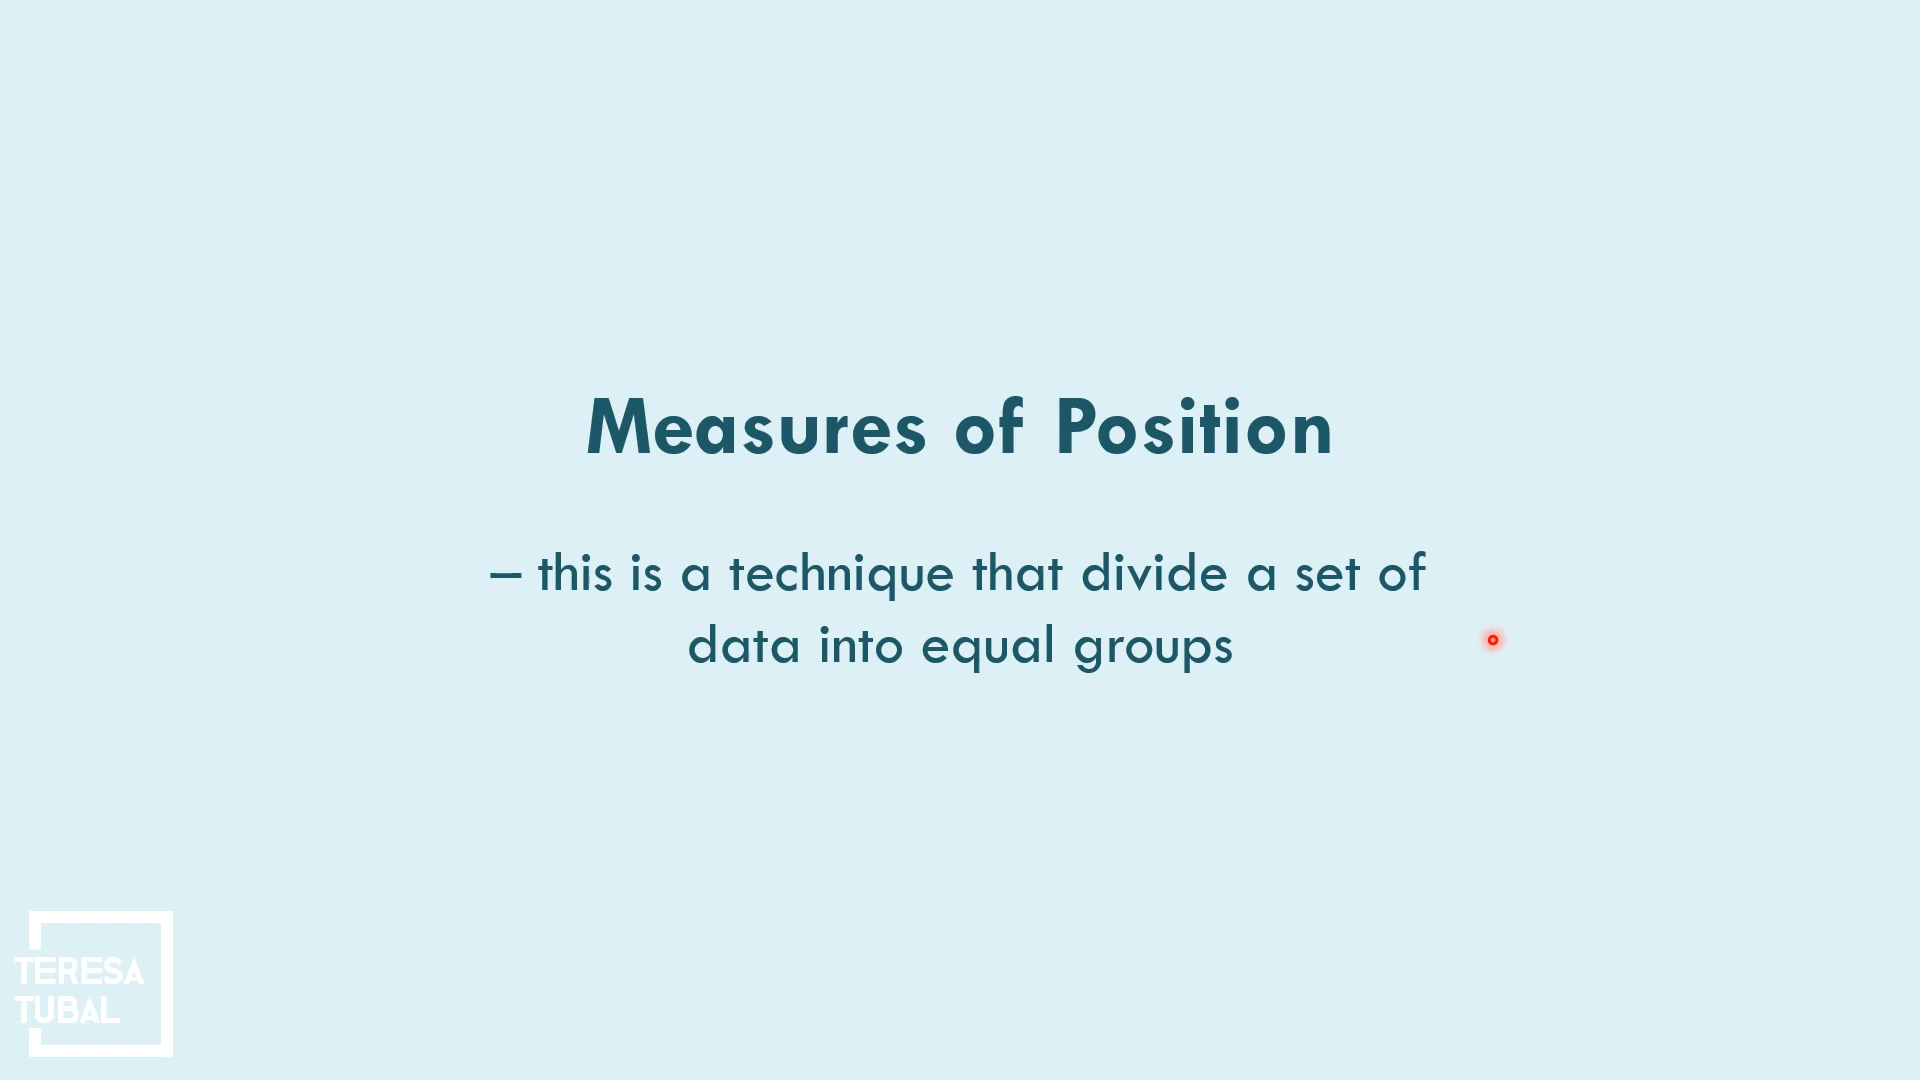 Measures of Position
– this is a technique that divide a set of
data into equal groups
TERESA
TUBAL